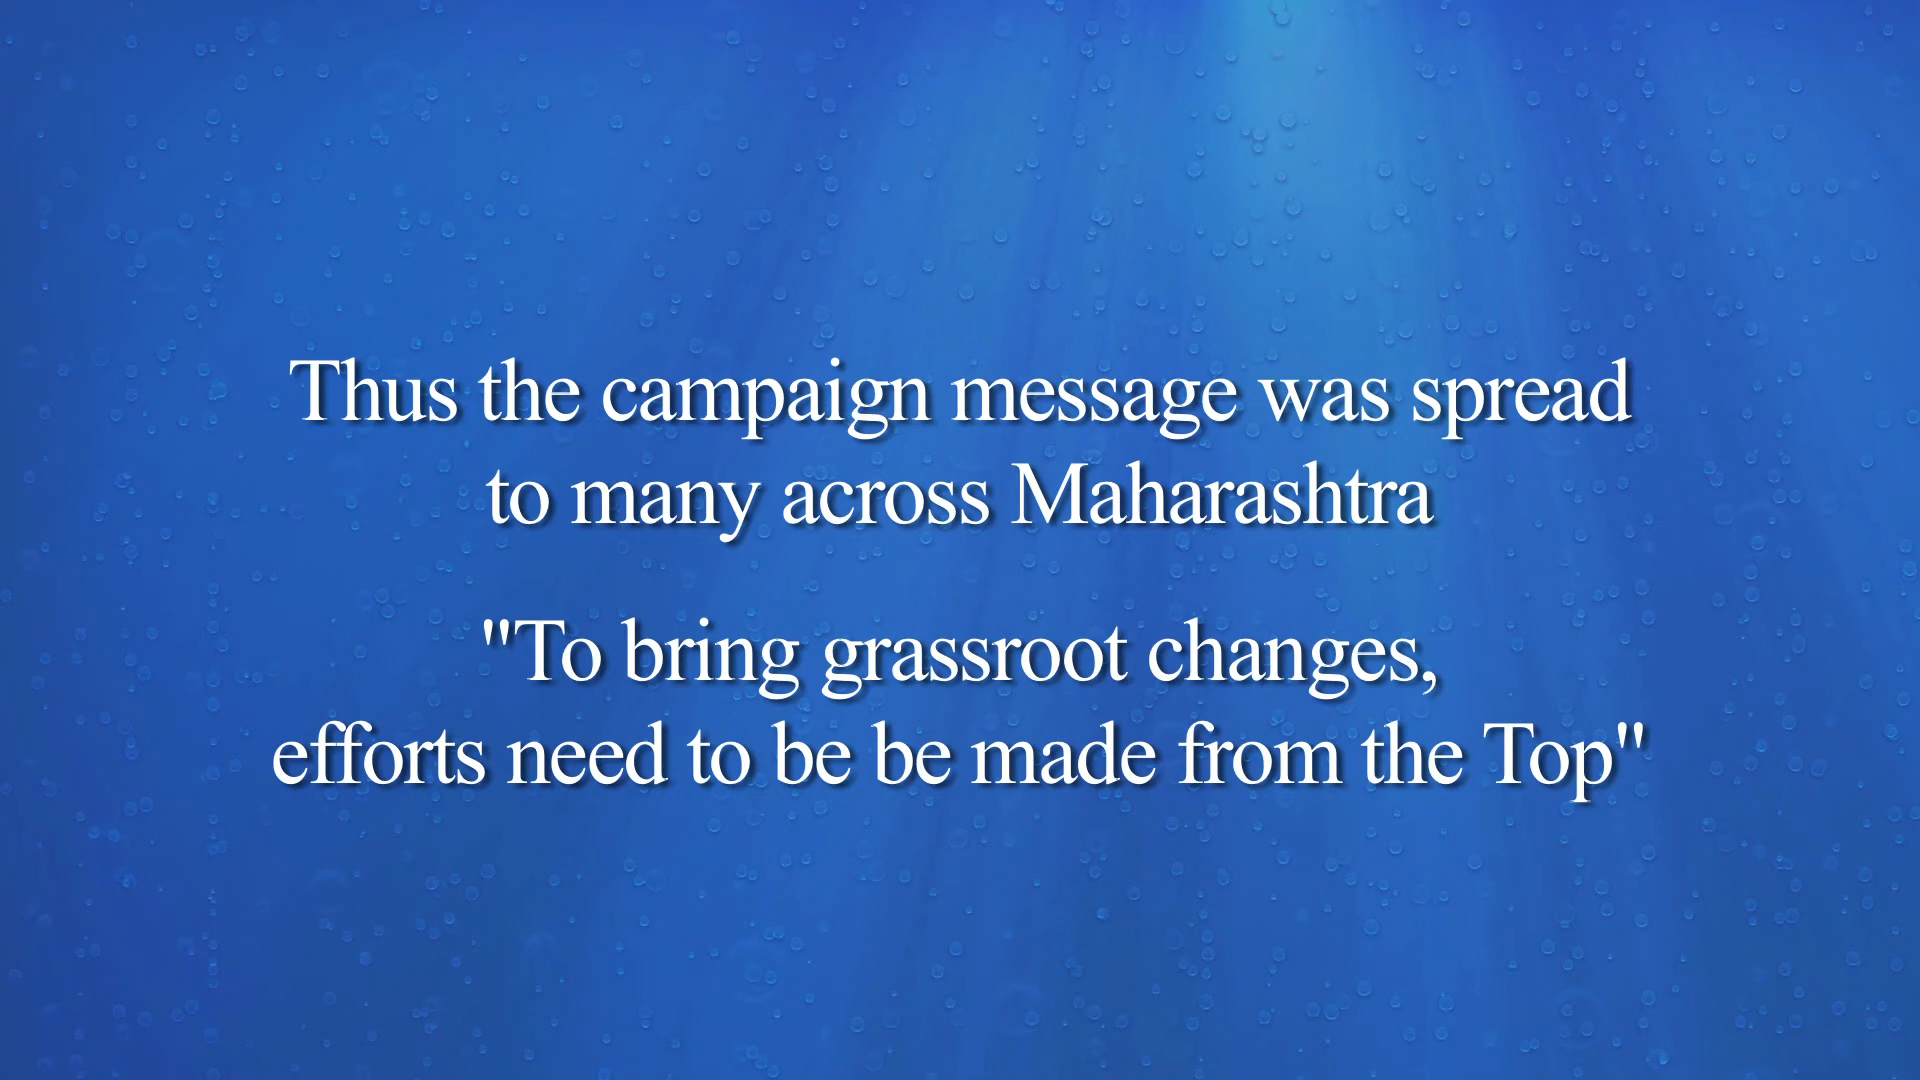 Thus the campaign message was spread
to many across Maharashtra
"To bring grassroot changes,
efforts need to be be made from the Top"